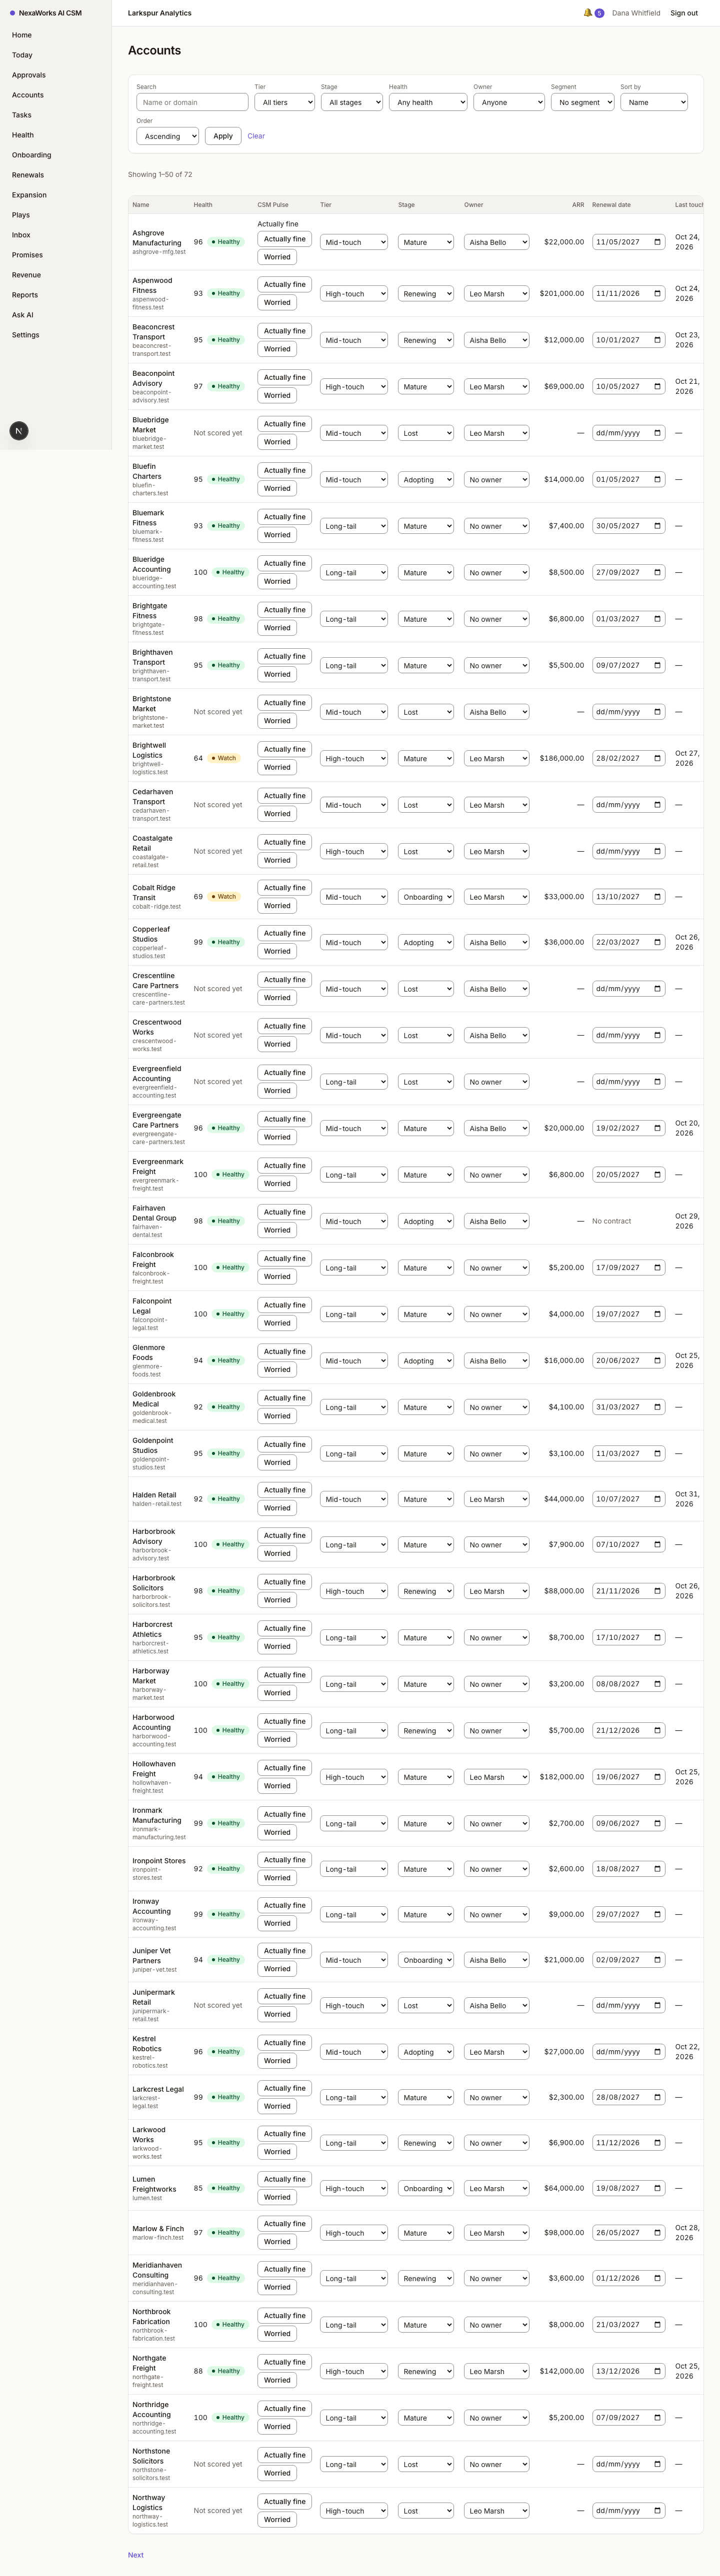 NexaWorks AI CSM
Home
Today
Approvals
Accounts
Tasks
Health
Onboarding
Renewals
Expansion
Plays
Inbox
Promises
Revenue
Reports
Ask AI
Settings
N
Larkspur Analytics
5
Dana Whitfield
Sign out
Accounts
Search
Name or domain
Tier
All tiers
Stage
All stages
Health
Any health
Owner
Anyone
Segment
No segment
Sort by
Name
Order
Ascending
Apply
Clear
Showing 1–50 of 72
Name Health CSM Pulse Tier Stage Owner ARR Renewal date Last touch
Ashgrove Manufacturing ashgrove-mfg.test 96 Healthy Actually fine Actually fine Worried Mid-touch Mature Aisha Bello $22,000.00 11/05/2027 Oct 24, 2026
Aspenwood Fitness aspenwood-fitness.test 93 Healthy Actually fine Worried High-touch Renewing Leo Marsh $201,000.00 11/11/2026 Oct 24, 2026
Beaconcrest Transport beaconcrest-transport.test 95 Healthy Actually fine Worried Mid-touch Renewing Aisha Bello $12,000.00 10/01/2027 Oct 23, 2026
Beaconpoint Advisory beaconpoint-advisory.test 97 Healthy Actually fine Worried High-touch Mature Leo Marsh $69,000.00 10/05/2027 Oct 21, 2026
Bluebridge Market bluebridge-market.test Not scored yet Actually fine Worried Mid-touch Lost Leo Marsh — dd/mm/yyyy —
Bluefin Charters bluefin-charters.test 95 Healthy Actually fine Worried Mid-touch Adopting No owner $14,000.00 01/05/2027 —
Bluemark Fitness bluemark-fitness.test 93 Healthy Actually fine Worried Long-tail Mature No owner $7,400.00 30/05/2027 —
Blueridge Accounting blueridge-accounting.test 100 Healthy Actually fine Worried Long-tail Mature No owner $8,500.00 27/09/2027 —
Brightgate Fitness brightgate-fitness.test 98 Healthy Actually fine Worried Long-tail Mature No owner $6,800.00 01/03/2027 —
Brighthaven Transport brighthaven-transport.test 95 Healthy Actually fine Worried Long-tail Mature No owner $5,500.00 09/07/2027 —
Brightstone Market brightstone-market.test Not scored yet Actually fine Worried Mid-touch Lost Aisha Bello — dd/mm/yyyy —
Brightwell Logistics brightwell-logistics.test 64 Watch Actually fine Worried High-touch Mature Leo Marsh $186,000.00 28/02/2027 Oct 27, 2026
Cedarhaven Transport cedarhaven-transport.test Not scored yet Actually fine Worried Mid-touch Lost Leo Marsh — dd/mm/yyyy —
Coastalgate Retail coastalgate-retail.test Not scored yet Actually fine Worried High-touch Lost Leo Marsh — dd/mm/yyyy —
Cobalt Ridge Transit cobalt-ridge.test 69 Watch Actually fine Worried Mid-touch Onboarding Leo Marsh $33,000.00 13/10/2027 —
Copperleaf Studios copperleaf-studios.test 99 Healthy Actually fine Worried Mid-touch Adopting Aisha Bello $36,000.00 22/03/2027 Oct 26, 2026
Crescentline Care Partners crescentline-care-partners.test Not scored yet Actually fine Worried Mid-touch Lost Aisha Bello — dd/mm/yyyy —
Crescentwood Works crescentwood-works.test Not scored yet Actually fine Worried Mid-touch Lost Aisha Bello — dd/mm/yyyy —
Evergreenfield Accounting evergreenfield-accounting.test Not scored yet Actually fine Worried Long-tail Lost No owner — dd/mm/yyyy —
Evergreengate Care Partners evergreengate-care-partners.test 96 Healthy Actually fine Worried Mid-touch Mature Aisha Bello $20,000.00 19/02/2027 Oct 20, 2026
Evergreenmark Freight evergreenmark-freight.test 100 Healthy Actually fine Worried Long-tail Mature No owner $6,800.00 20/05/2027 —
Fairhaven Dental Group fairhaven-dental.test 98 Healthy Actually fine Worried Mid-touch Adopting Aisha Bello — No contract Oct 29, 2026
Falconbrook Freight falconbrook-freight.test 100 Healthy Actually fine Worried Long-tail Mature No owner $5,200.00 17/09/2027 —
Falconpoint Legal falconpoint-legal.test 100 Healthy Actually fine Worried Long-tail Mature No owner $4,000.00 19/07/2027 —
Glenmore Foods glenmore-foods.test 94 Healthy Actually fine Worried Mid-touch Adopting Aisha Bello $16,000.00 20/06/2027 Oct 25, 2026
Goldenbrook Medical goldenbrook-medical.test 92 Healthy Actually fine Worried Long-tail Mature No owner $4,100.00 31/03/2027 —
Goldenpoint Studios goldenpoint-studios.test 95 Healthy Actually fine Worried Long-tail Mature No owner $3,100.00 11/03/2027 —
Halden Retail halden-retail.test 92 Healthy Actually fine Worried Mid-touch Mature Leo Marsh $44,000.00 10/07/2027 Oct 31, 2026
Harborbrook Advisory harborbrook-advisory.test 100 Healthy Actually fine Worried Long-tail Mature No owner $7,900.00 07/10/2027 —
Harborbrook Solicitors harborbrook-solicitors.test 98 Healthy Actually fine Worried High-touch Renewing Leo Marsh $88,000.00 21/11/2026 Oct 26, 2026
Harborcrest Athletics harborcrest-athletics.test 95 Healthy Actually fine Worried Long-tail Mature No owner $8,700.00 17/10/2027 —
Harborway Market harborway-market.test 100 Healthy Actually fine Worried Long-tail Mature No owner $3,200.00 08/08/2027 —
Harborwood Accounting harborwood-accounting.test 100 Healthy Actually fine Worried Long-tail Renewing No owner $5,700.00 21/12/2026 —
Hollowhaven Freight hollowhaven-freight.test 94 Healthy Actually fine Worried High-touch Mature Leo Marsh $182,000.00 19/06/2027 Oct 25, 2026
Ironmark Manufacturing ironmark-manufacturing.test 99 Healthy Actually fine Worried Long-tail Mature No owner $2,700.00 09/06/2027 —
Ironpoint Stores ironpoint-stores.test 92 Healthy Actually fine Worried Long-tail Mature No owner $2,600.00 18/08/2027 —
Ironway Accounting ironway-accounting.test 99 Healthy Actually fine Worried Long-tail Mature No owner $9,000.00 29/07/2027 —
Juniper Vet Partners juniper-vet.test 94 Healthy Actually fine Worried Mid-touch Onboarding Aisha Bello $21,000.00 02/09/2027 —
Junipermark Retail junipermark-retail.test Not scored yet Actually fine Worried High-touch Lost Aisha Bello — dd/mm/yyyy —
Kestrel Robotics kestrel-robotics.test 96 Healthy Actually fine Worried Mid-touch Adopting Leo Marsh $27,000.00 dd/mm/yyyy Oct 22, 2026
Larkcrest Legal larkcrest-legal.test 99 Healthy Actually fine Worried Long-tail Mature No owner $2,300.00 28/08/2027 —
Larkwood Works larkwood-works.test 95 Healthy Actually fine Worried Long-tail Renewing No owner $6,900.00 11/12/2026 —
Lumen Freightworks lumen.test 85 Healthy Actually fine Worried High-touch Onboarding Leo Marsh $64,000.00 19/08/2027 —
Marlow & Finch marlow-finch.test 97 Healthy Actually fine Worried High-touch Mature Leo Marsh $98,000.00 26/05/2027 Oct 28, 2026
Meridianhaven Consulting meridianhaven-consulting.test 96 Healthy Actually fine Worried Long-tail Renewing No owner $3,600.00 01/12/2026 —
Northbrook Fabrication northbrook-fabrication.test 100 Healthy Actually fine Worried Long-tail Mature No owner $8,000.00 21/03/2027 —
Northgate Freight northgate-freight.test 88 Healthy Actually fine Worried High-touch Renewing Leo Marsh $142,000.00 13/12/2026 Oct 25, 2026
Northridge Accounting northridge-accounting.test 100 Healthy Actually fine Worried Long-tail Mature No owner $5,200.00 07/09/2027 —
Northstone Solicitors northstone-solicitors.test Not scored yet Actually fine Worried Long-tail Lost No owner — dd/mm/yyyy —
Northway Logistics northway-logistics.test Not scored yet Actually fine Worried High-touch Lost Leo Marsh — dd/mm/yyyy —
Next